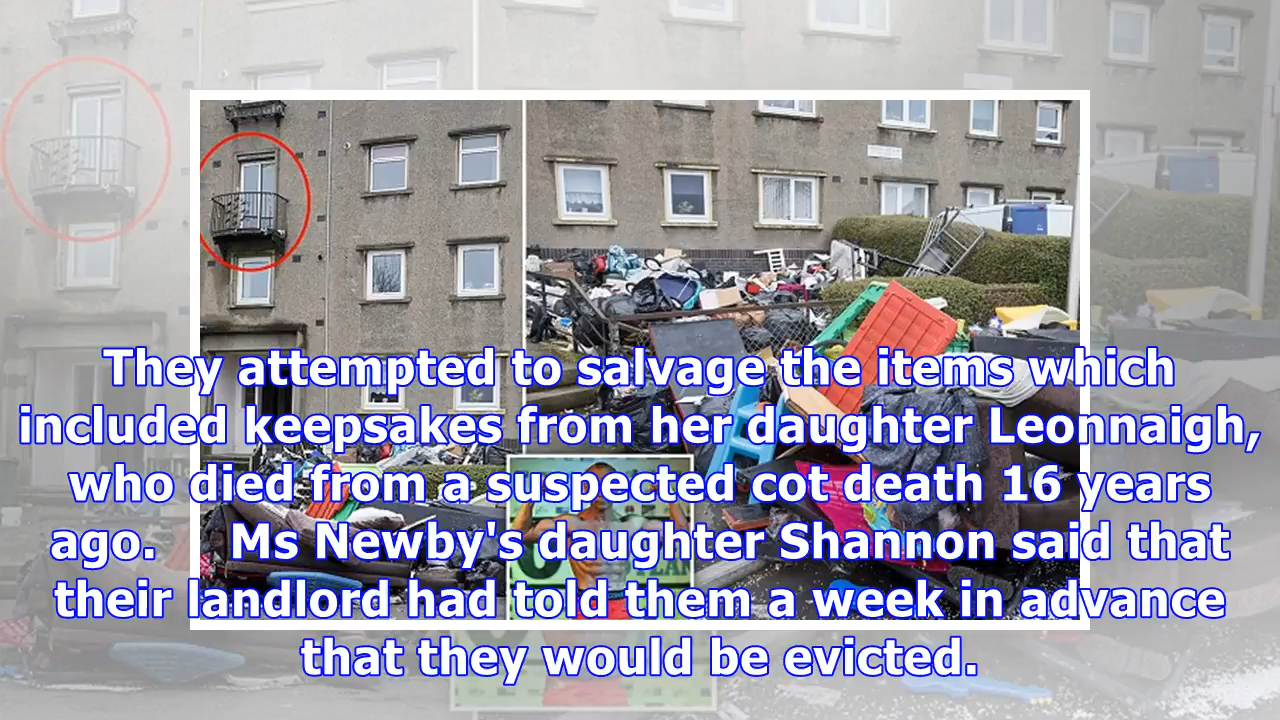 They attempted to salvage the items which
included keepsakes from her daughter Leonnaigh,
who died from a suspected cot death 16 years
ago. Ms Newby's daughter Shannon said that
their landlord had told them a week in advance
that they would be evicted.